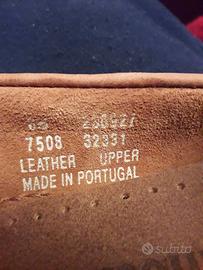 7508 32331
LEATHER UPPER
MADE IN PORTUGAL
subito